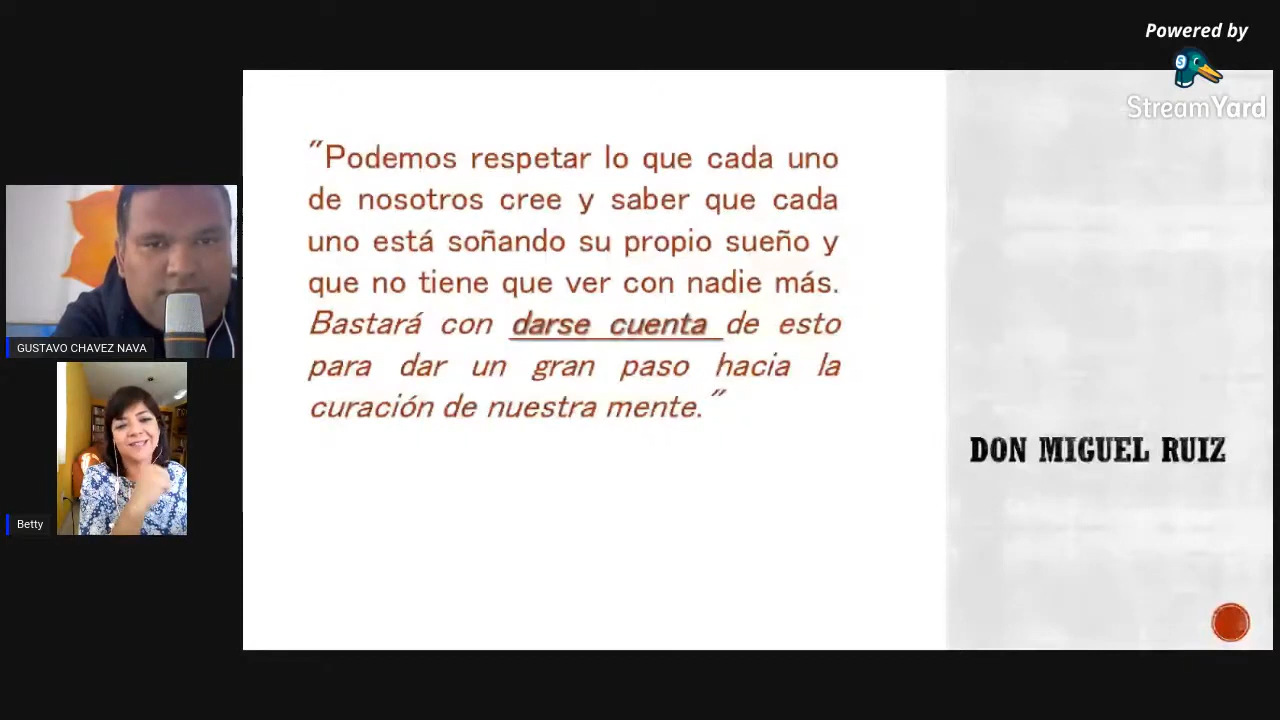 Powered by
StreamYard
"Podemos respetar lo que cada uno
de nosotros cree y saber que cada
uno está soñando su propio sueño y
que no tiene que ver con nadie más.
Bastará con darse cuenta de esto
para dar un gran paso hacia la
curación de nuestra mente."
DON MIGUEL RUIZ
GUSTAVO CHAVEZ NAVA
Betty